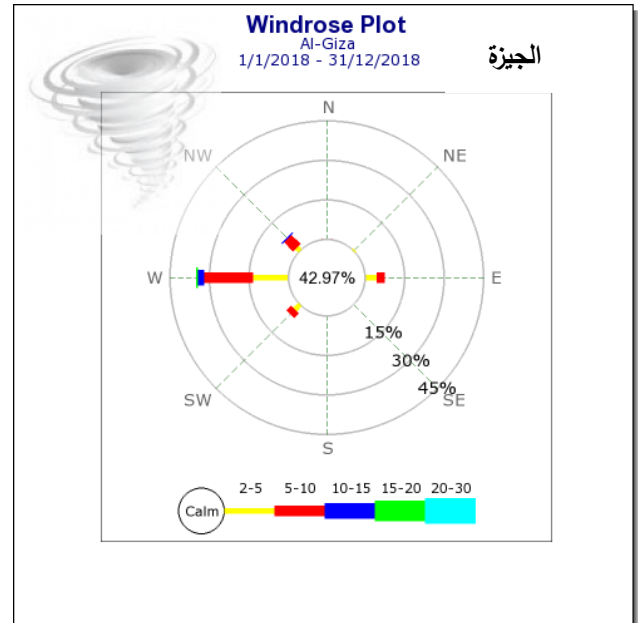 Windrose Plot
Al-Giza
1/1/2018 - 31/12/2018
الجيزة
N
NW
NE
W
42.97%
E
15%
30%
45%
SW
SE
S
2-5 5-10 10-15 15-20 20-30
Calm